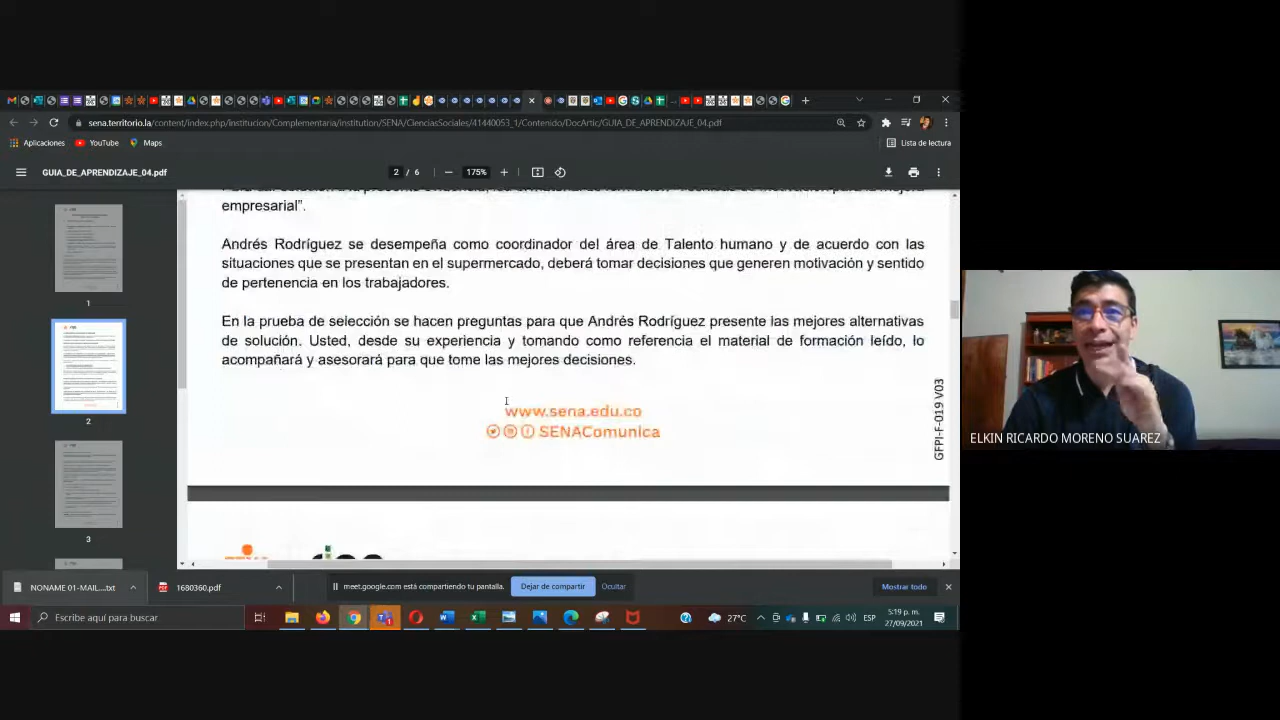 sena.territorio.la/content/index.php/institucion/Complementaria/institution/SENA/CienciasSociales/41440053_1/Contenido/DocArtic/GUIA_DE_APRENDIZAJE_04.pdf
Aplicaciones YouTube Maps Lista de lectura
GUIA_DE_APRENDIZAJE_04.pdf 2 / 6 175%
empresarial”.
Andrés Rodríguez se desempeña como coordinador del área de Talento humano y de acuerdo con las
situaciones que se presentan en el supermercado, deberá tomar decisiones que generen motivación y sentido
de pertenencia en los trabajadores.
En la prueba de selección se hacen preguntas para que Andrés Rodríguez presente las mejores alternativas
de solución. Usted, desde su experiencia y tomando como referencia el material de formación leído, lo
acompañará y asesorará para que tome las mejores decisiones.
www.sena.edu.co
SENAComunica
GFPI-F-019 V03
1
2
3
ELKIN RICARDO MORENO SUAREZ
NONAME 01-MAIL....txt 1680360.pdf meet.google.com está compartiendo tu pantalla. Dejar de compartir Ocultar Mostrar todo
Escribe aquí para buscar 27°C ESP 5:19 p. m.
27/09/2021